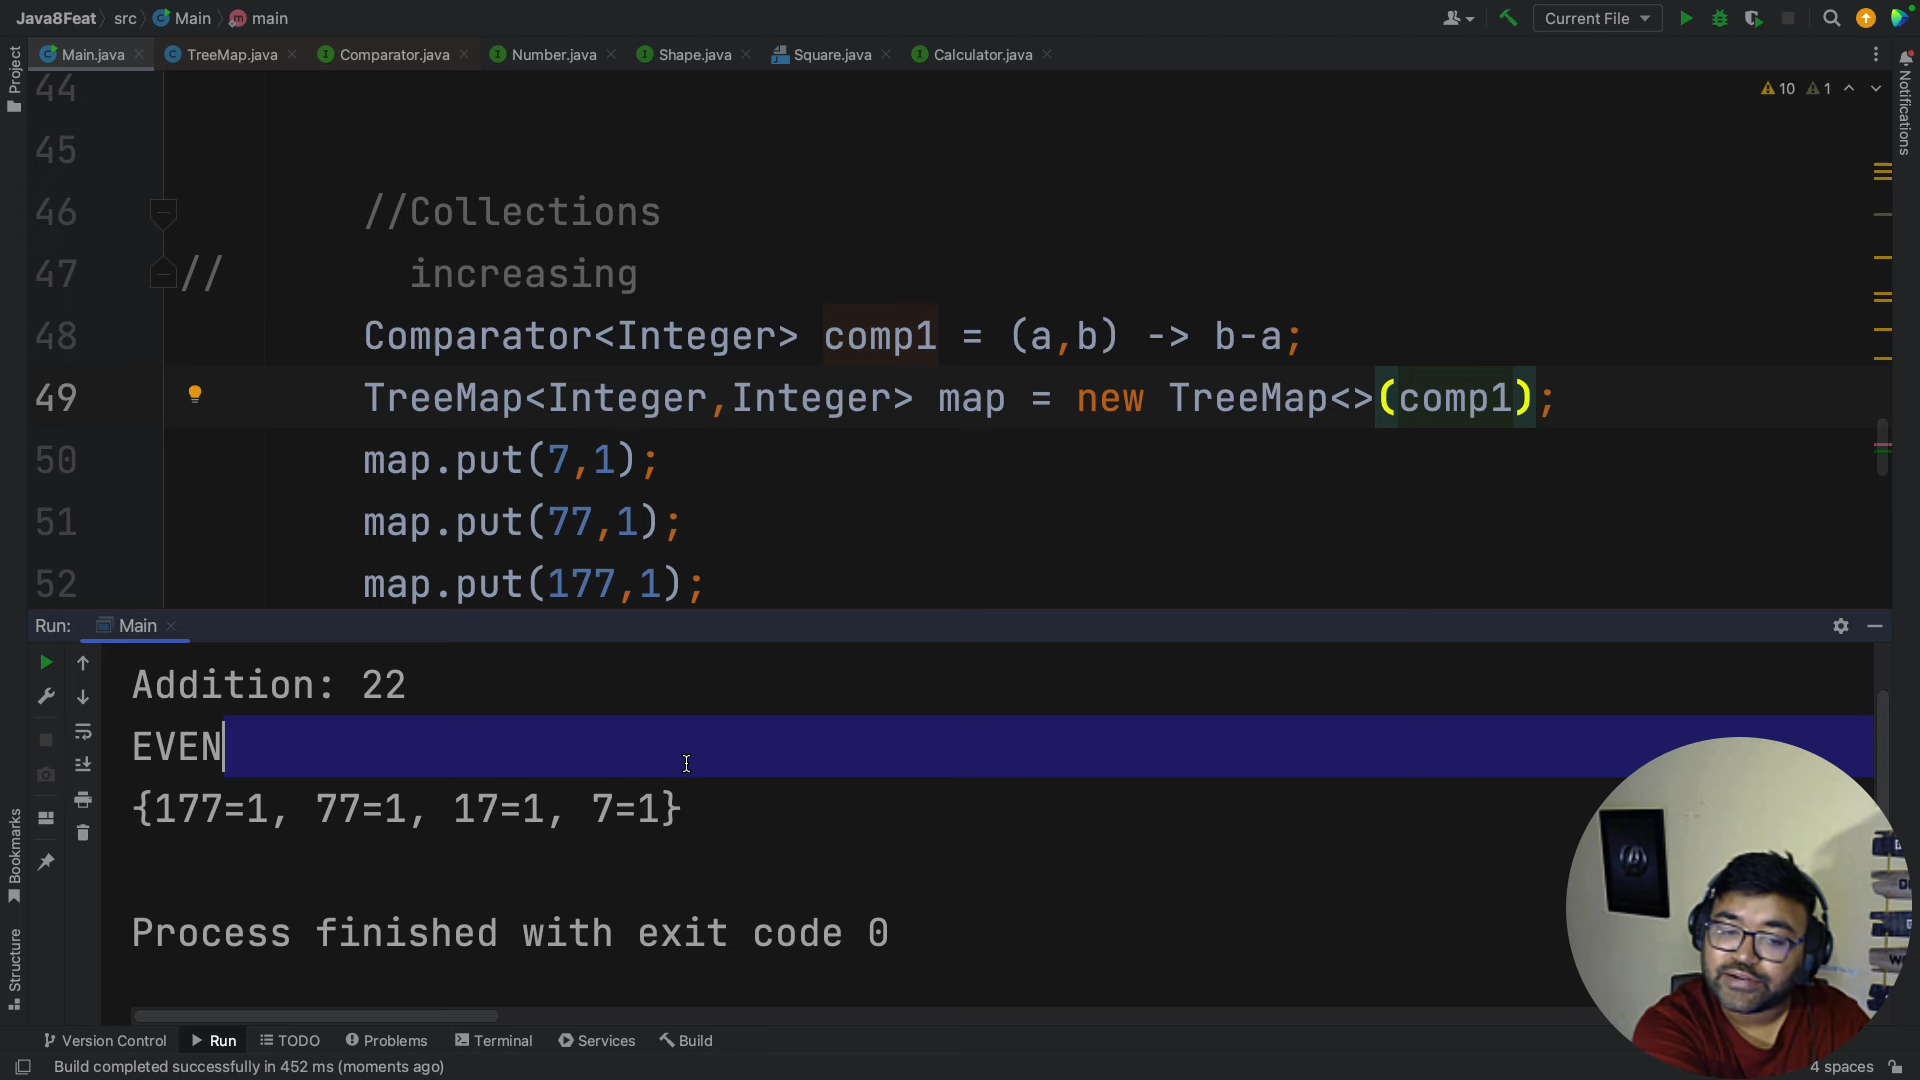 Java8Feat src Main main Current File
Project
Main.java TreeMap.java Comparator.java Number.java Shape.java Square.java Calculator.java
Notifications
10 1
44
45
46 //Collections
47 // increasing
48 Comparator<Integer> comp1 = (a,b) -> b-a;
49 TreeMap<Integer,Integer> map = new TreeMap<>(comp1);
50 map.put(7,1);
51 map.put(77,1);
52 map.put(177,1);
Run: Main
Addition: 22
EVEN
{177=1, 77=1, 17=1, 7=1}
Process finished with exit code 0
Bookmarks
Structure
Version Control Run TODO Problems Terminal Services Build
Build completed successfully in 452 ms (moments ago) 4 spaces